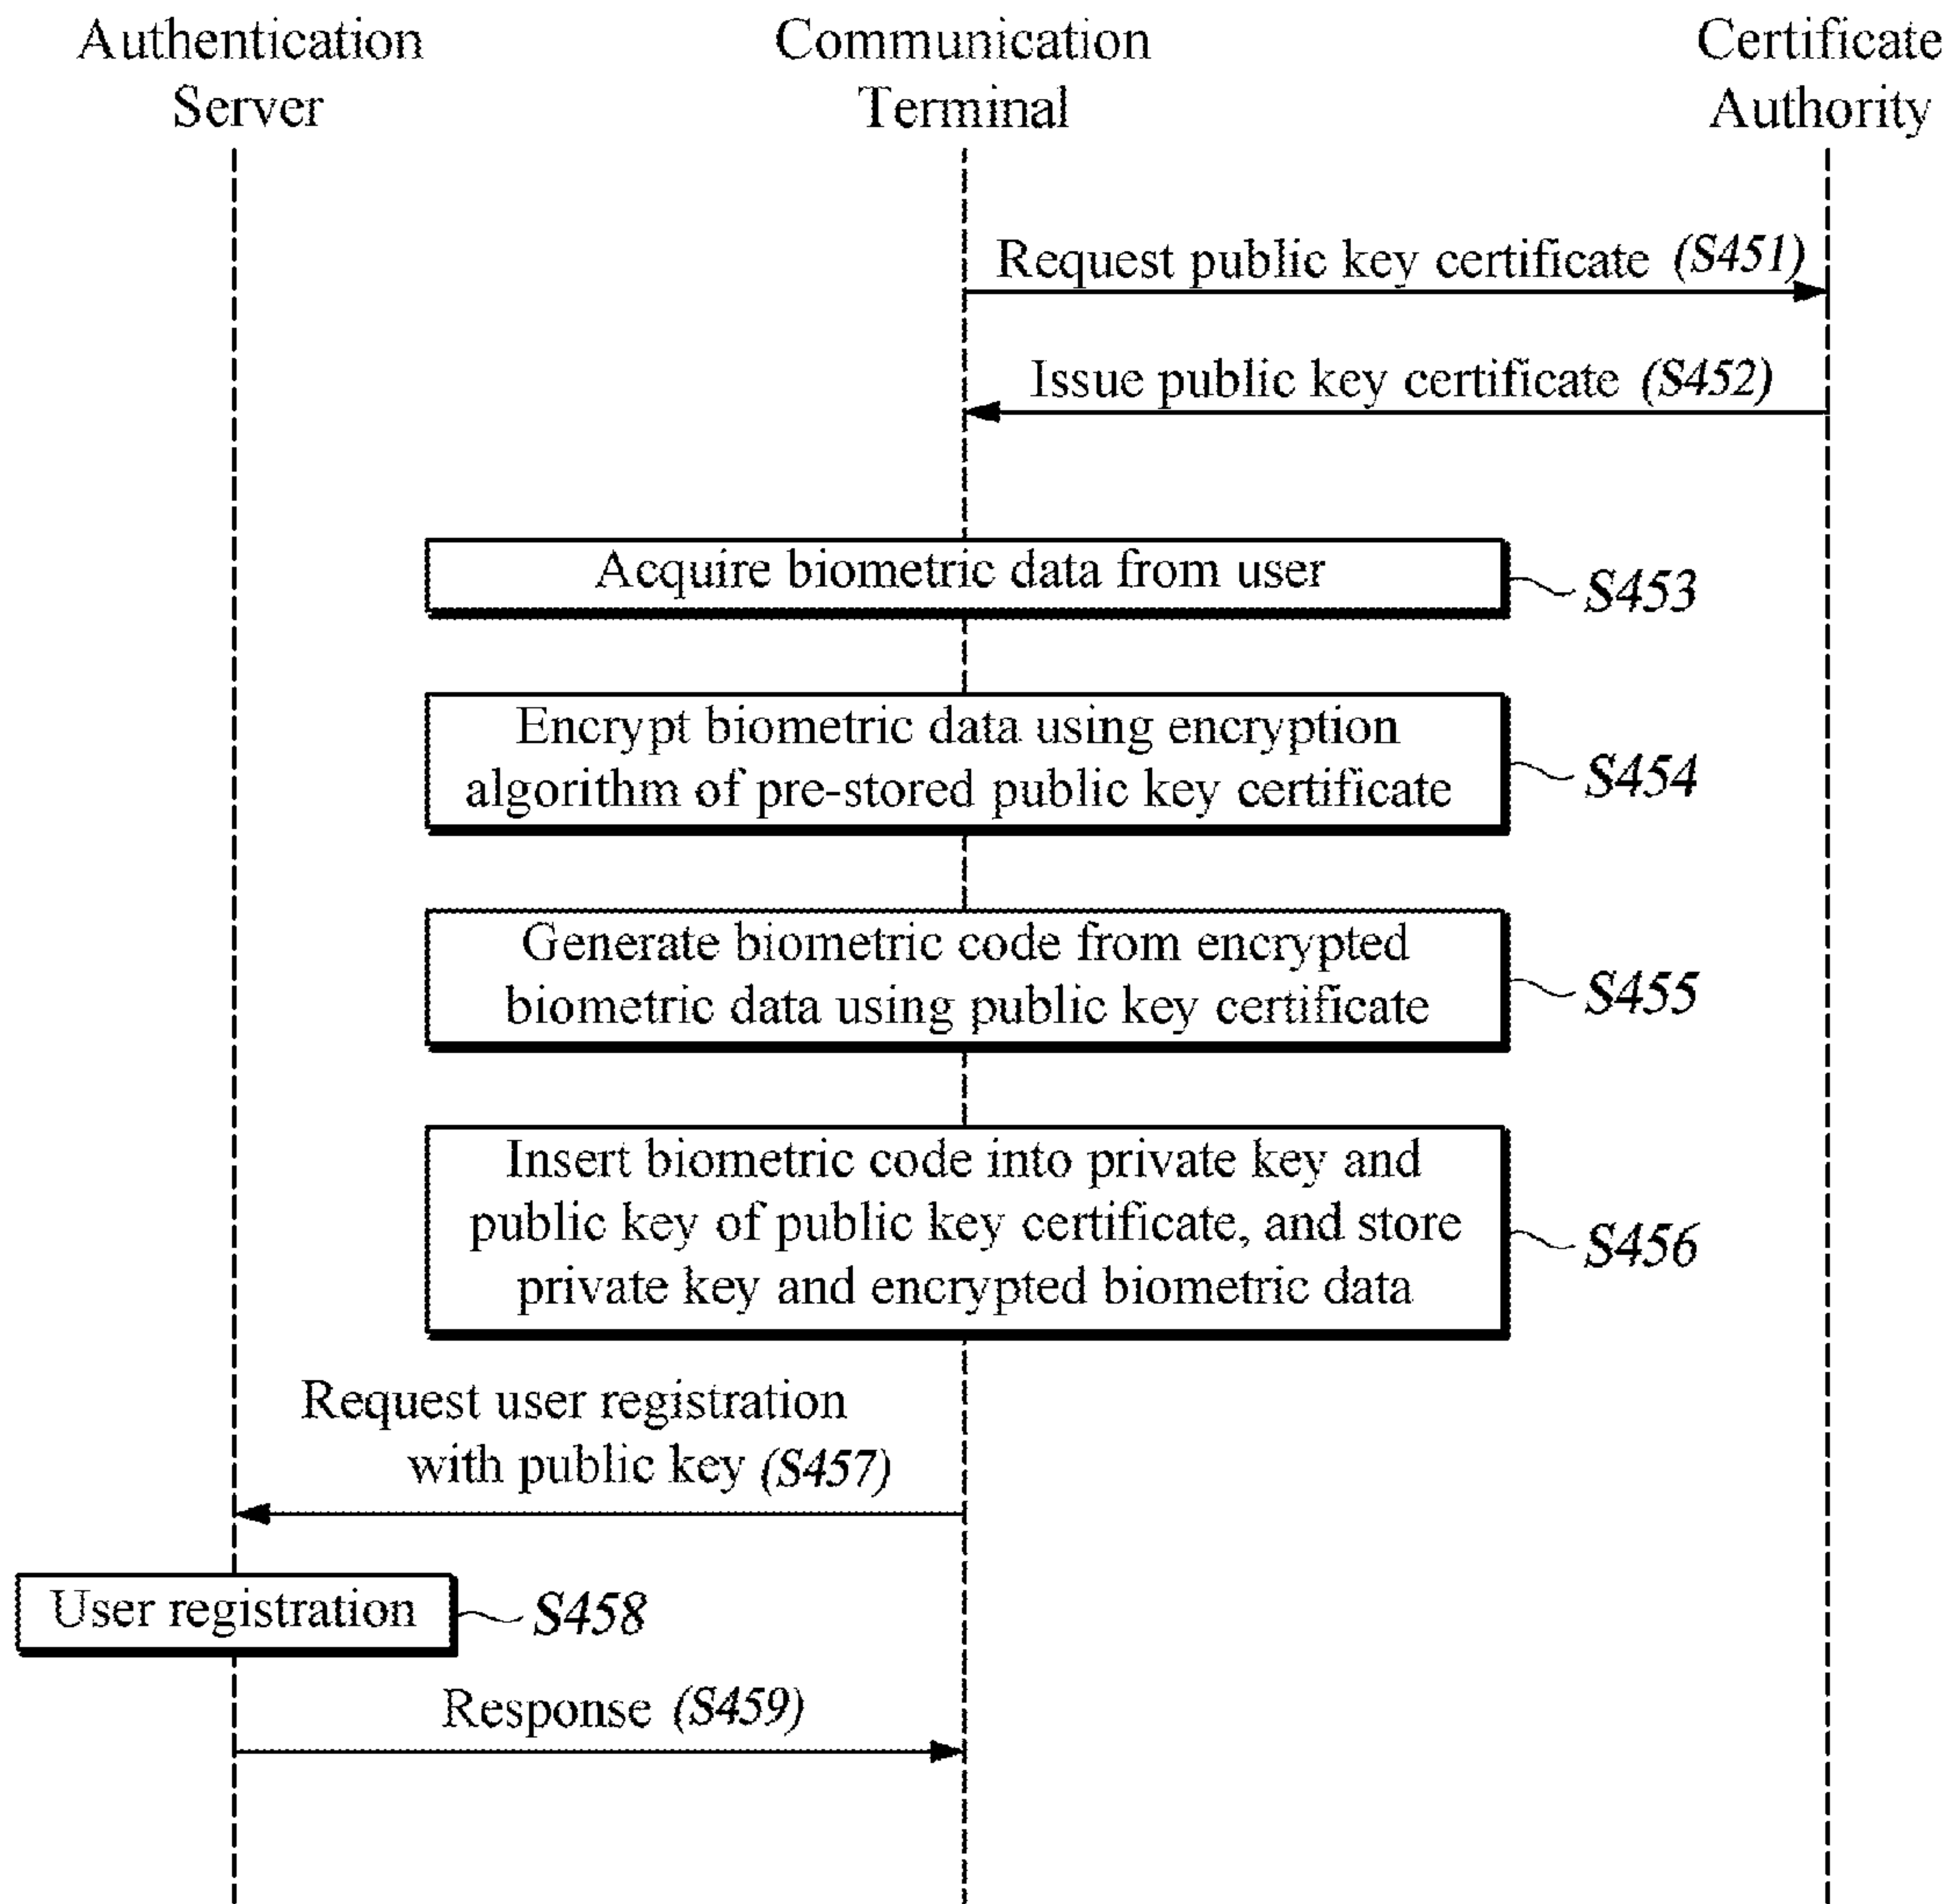 Authentication
Server
Communication
Terminal
Certificate
Authority
Request public key certificate (S451)
Issue public key certificate (S452)
Acquire biometric data from user
S453
Encrypt biometric data using encryption
algorithm of pre-stored public key certificate
S454
Generate biometric code from encrypted
biometric data using public key certificate
S455
Insert biometric code into private key and
public key of public key certificate, and store
private key and encrypted biometric data
S456
Request user registration
with public key (S457)
User registration
S458
Response (S459)